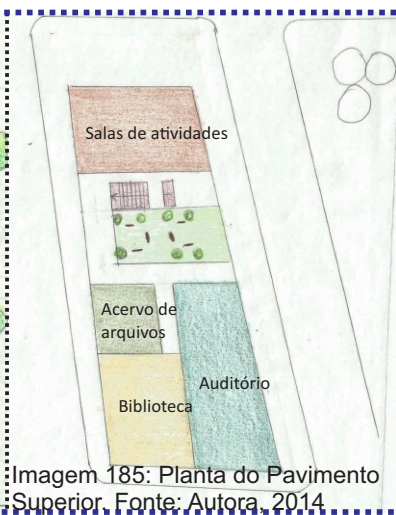 Salas de atividades
Acervo de
arquivos
Auditório
Biblioteca
Imagem 185: Planta do Pavimento
Superior. Fonte: Autora, 2014